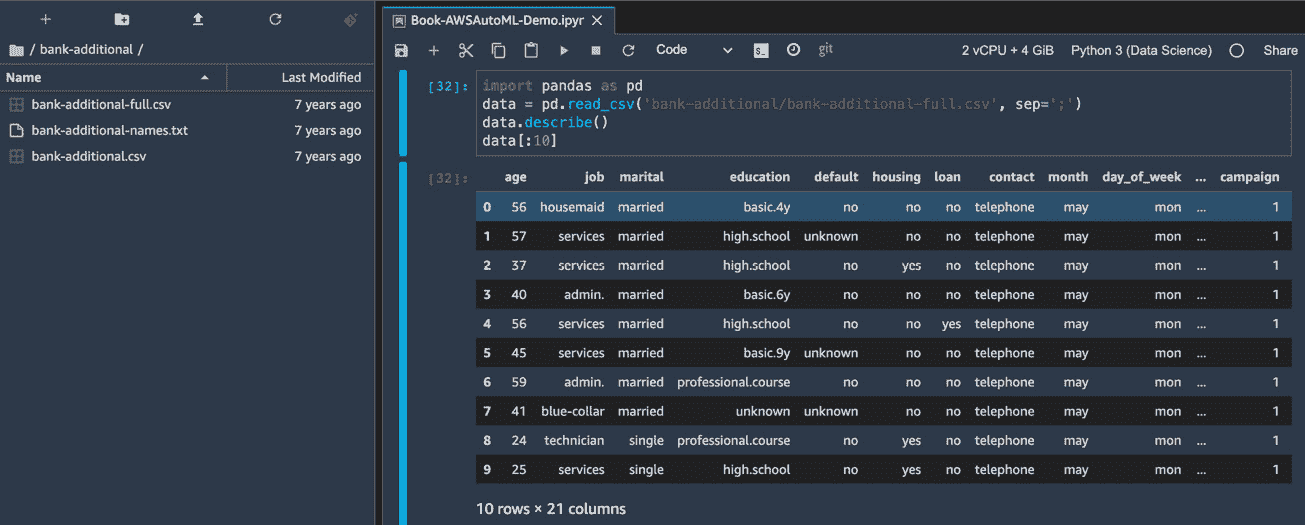 / bank-additional /
Name Last Modified
bank-additional-full.csv 7 years ago
bank-additional-names.txt 7 years ago
bank-additional.csv 7 years ago
Book-AWSAutoML-Demo.ipyr
Code git 2 vCPU + 4 GiB Python 3 (Data Science) Share
[32]: import pandas as pd
data = pd.read_csv('bank-additional/bank-additional-full.csv', sep=';')
data.describe()
data[:10]
[32]: age job marital education default housing loan contact month day_of_week ... campaign
0 56 housemaid married basic.4y no no no telephone may mon ... 1
1 57 services married high.school unknown no no telephone may mon ... 1
2 37 services married high.school no yes no telephone may mon ... 1
3 40 admin. married basic.6y no no no telephone may mon ... 1
4 56 services married high.school no no yes telephone may mon ... 1
5 45 services married basic.9y unknown no no telephone may mon ... 1
6 59 admin. married professional.course no no no telephone may mon ... 1
7 41 blue-collar married unknown unknown no no telephone may mon ... 1
8 24 technician single professional.course no yes no telephone may mon ... 1
9 25 services single high.school no yes no telephone may mon ... 1
10 rows × 21 columns